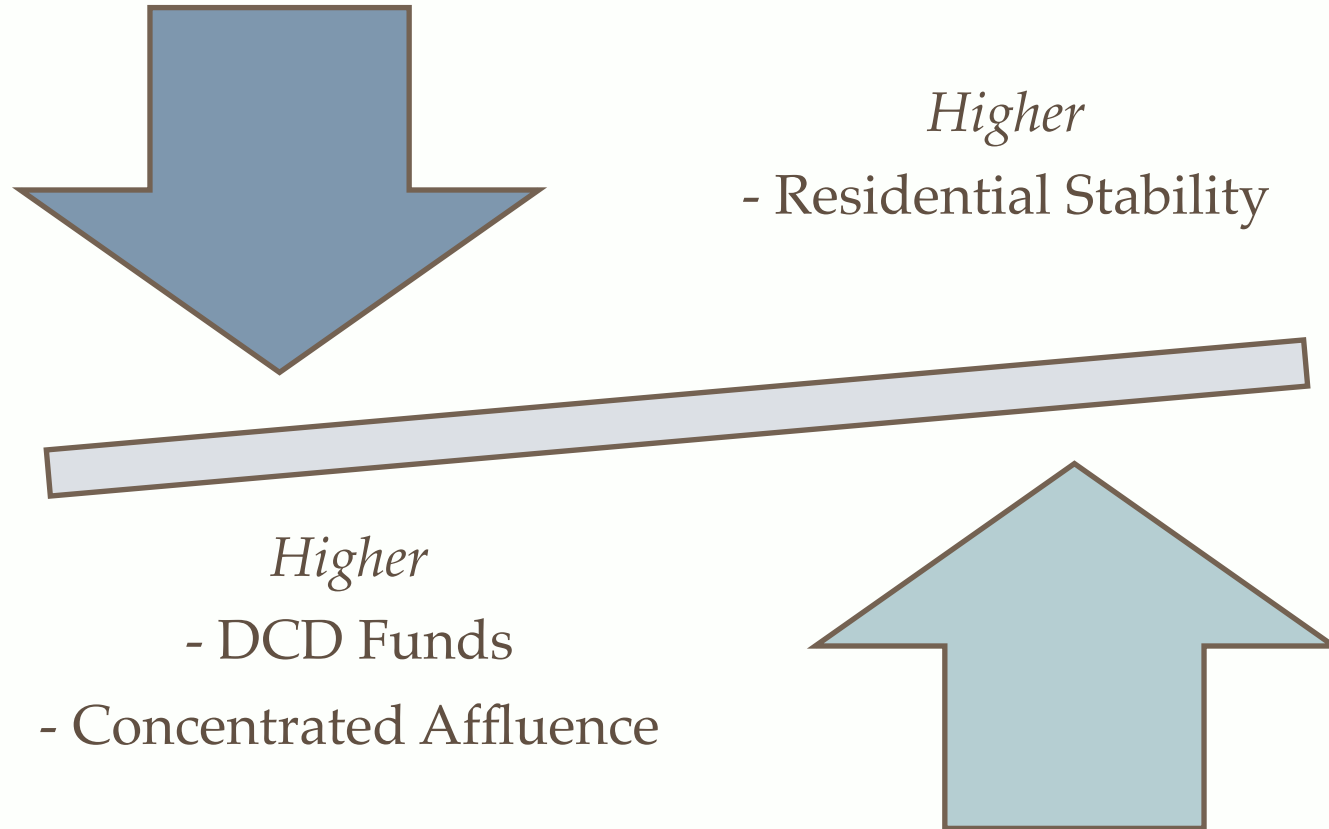 Higher
- Residential Stability
Higher
- DCD Funds
- Concentrated Affluence